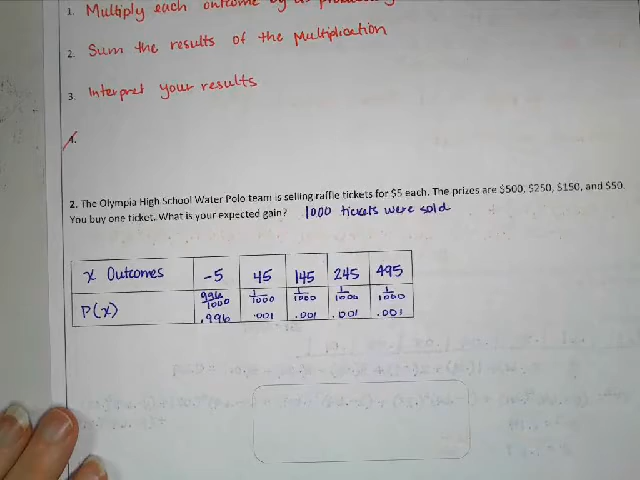 1. Multiply each outcome by its
2. Sum the results of the Multiplication
3. Interpret your results
4.
2. The Olympia High School Water Polo team is selling raffle tickets for $5 each. The prizes are $500, $250, $150, and $50.
You buy one ticket. What is your expected gain? 1000 tickets were sold
x Outcomes -5 45 145 245 495
P(x) 996/1000 1/1000 1/1000 1/1000 1/1000
.996 .001 .001 .001 .001